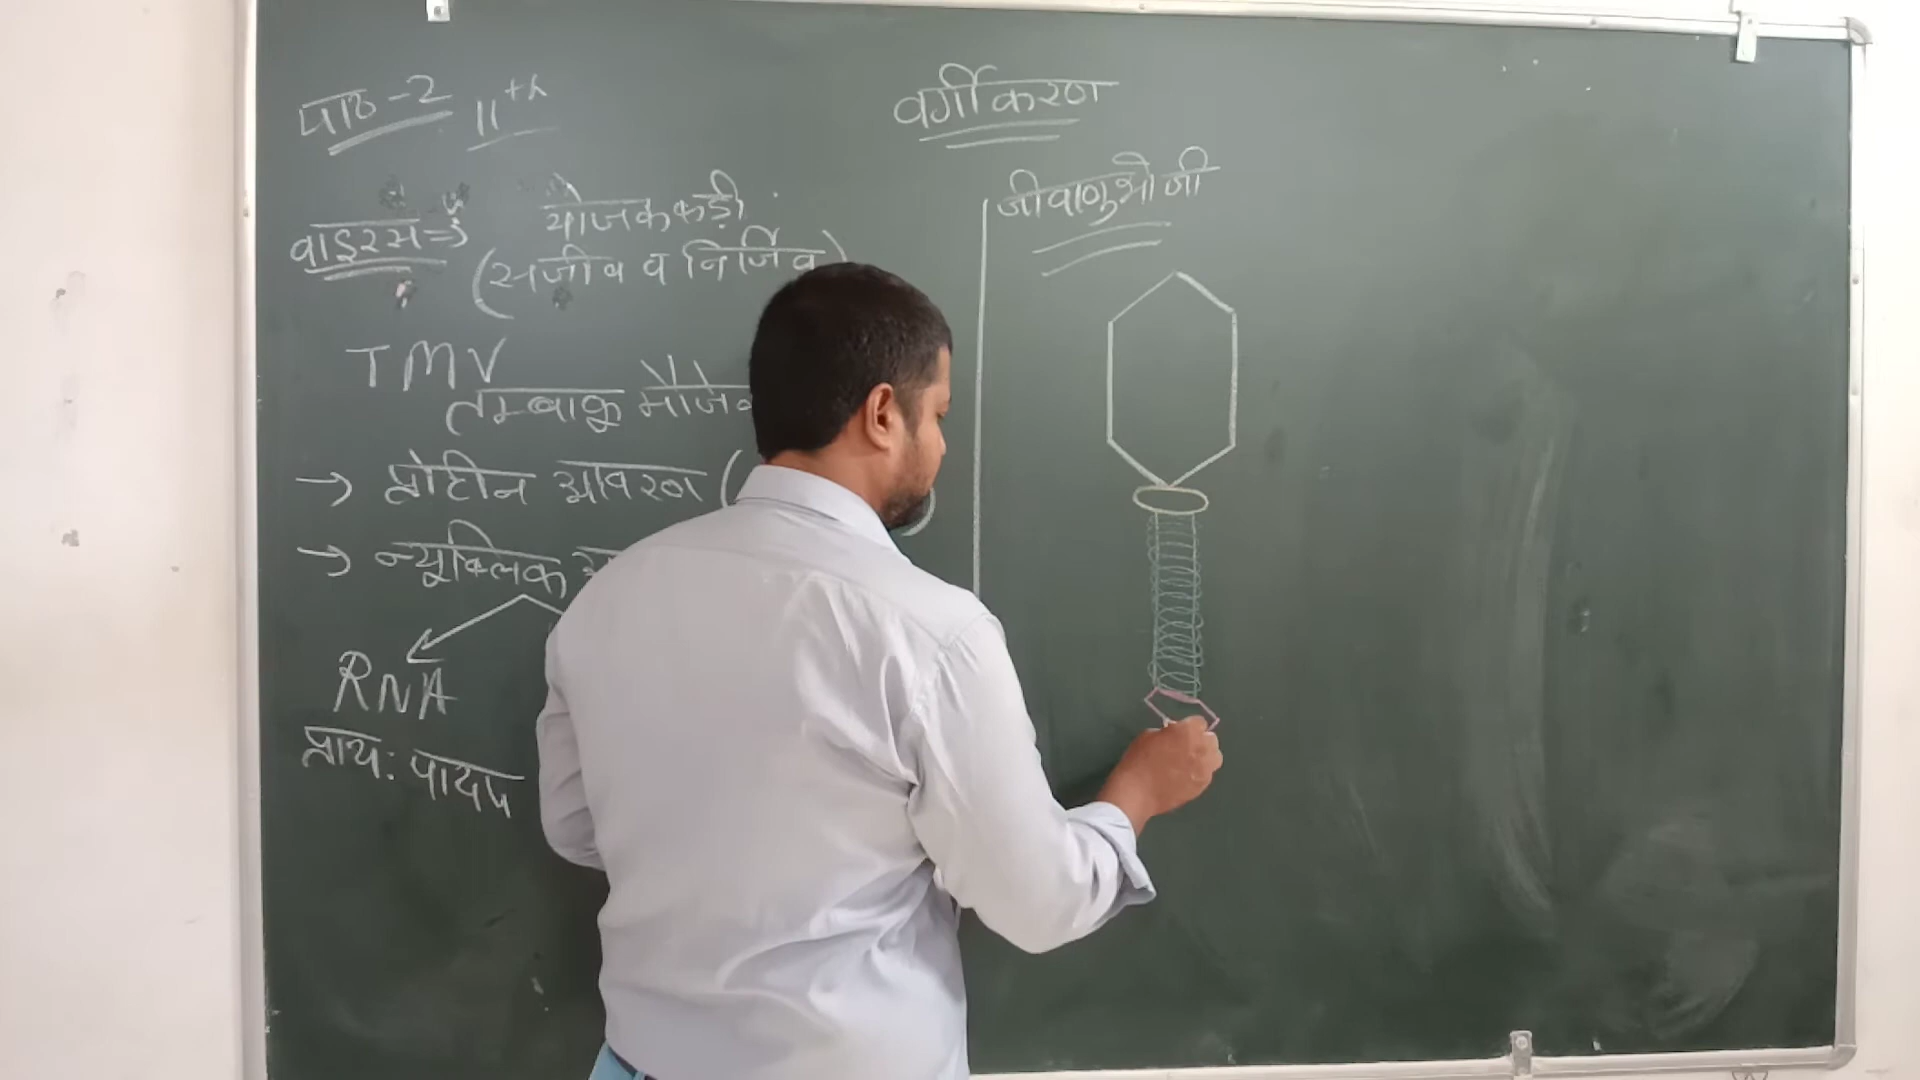 पाठ-2 11th
वर्गीकरण
वाइरस⇒ योजक कड़ी
(सजीव व निर्जिव)
TMV
तम्बाकू मौजे
→ प्रोटीन आवरण (
→ न्यूक्लिक
RNA
प्रायः पादप
जीवाणुभोजी